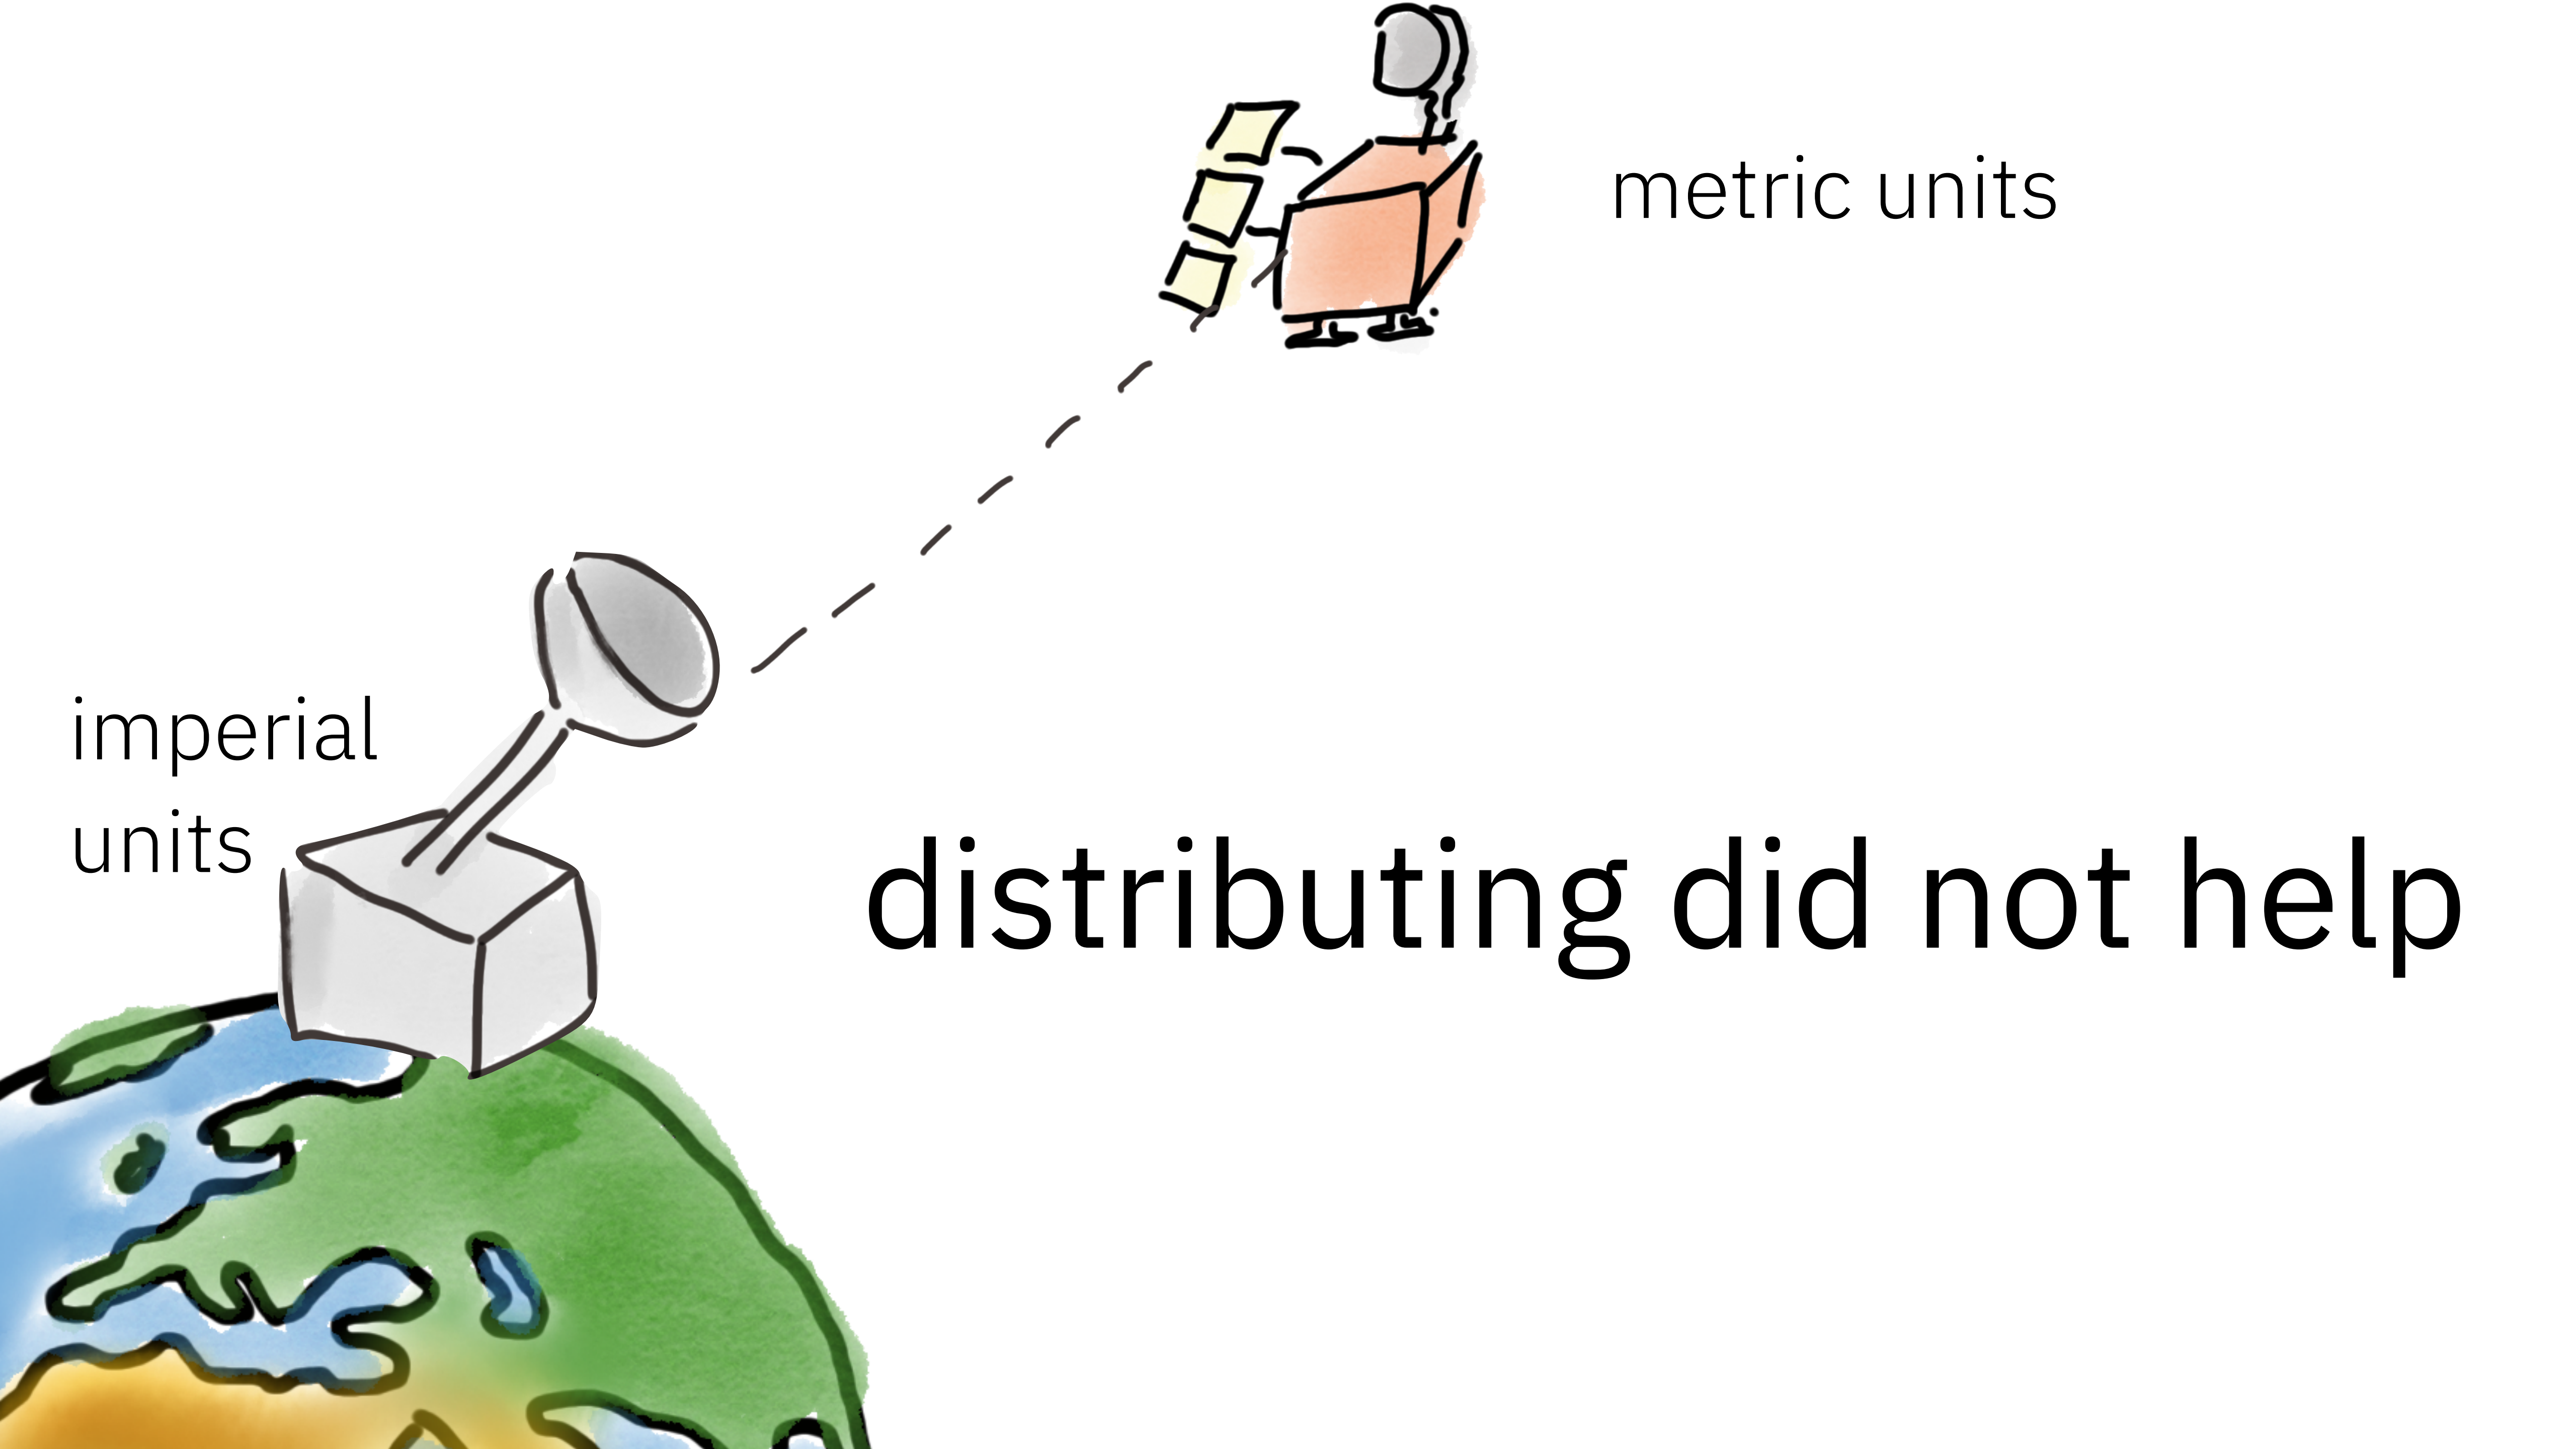 metric units
imperial
units
distributing did not help